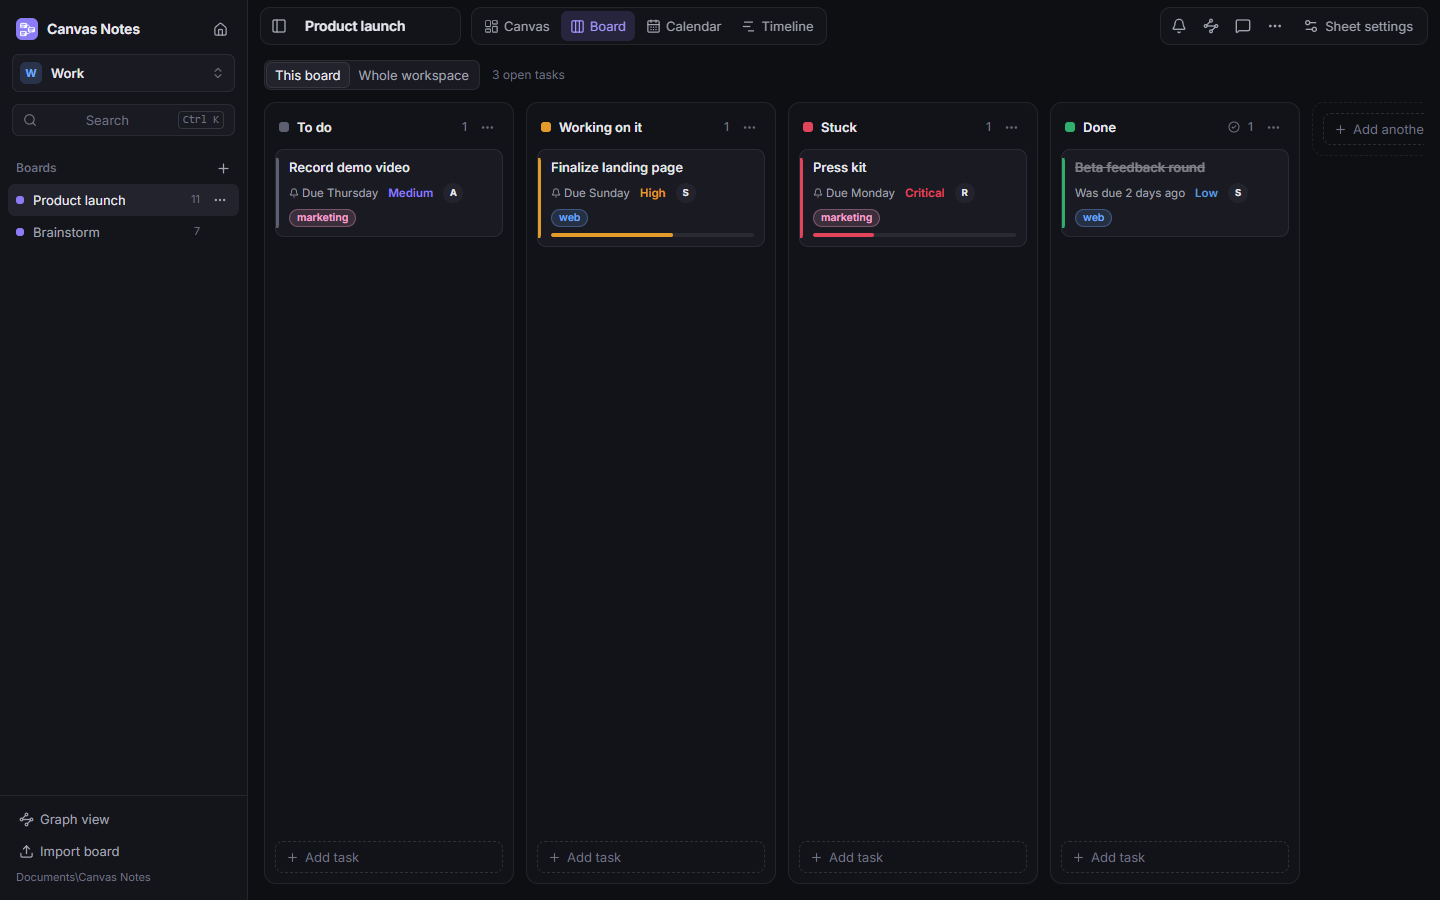 Canvas Notes
W Work
Search Ctrl K
Boards
Product launch 11
Brainstorm 7
Graph view
Import board
Documents\Canvas Notes
Product launch
Canvas Board Calendar Timeline
Sheet settings
This board Whole workspace 3 open tasks
To do 1
Record demo video
Due Thursday Medium A
marketing
Add task
Working on it 1
Finalize landing page
Due Sunday High S
web
Add task
Stuck 1
Press kit
Due Monday Critical R
marketing
Add task
Done 1
Beta feedback round
Was due 2 days ago Low S
web
Add task
Add anothe